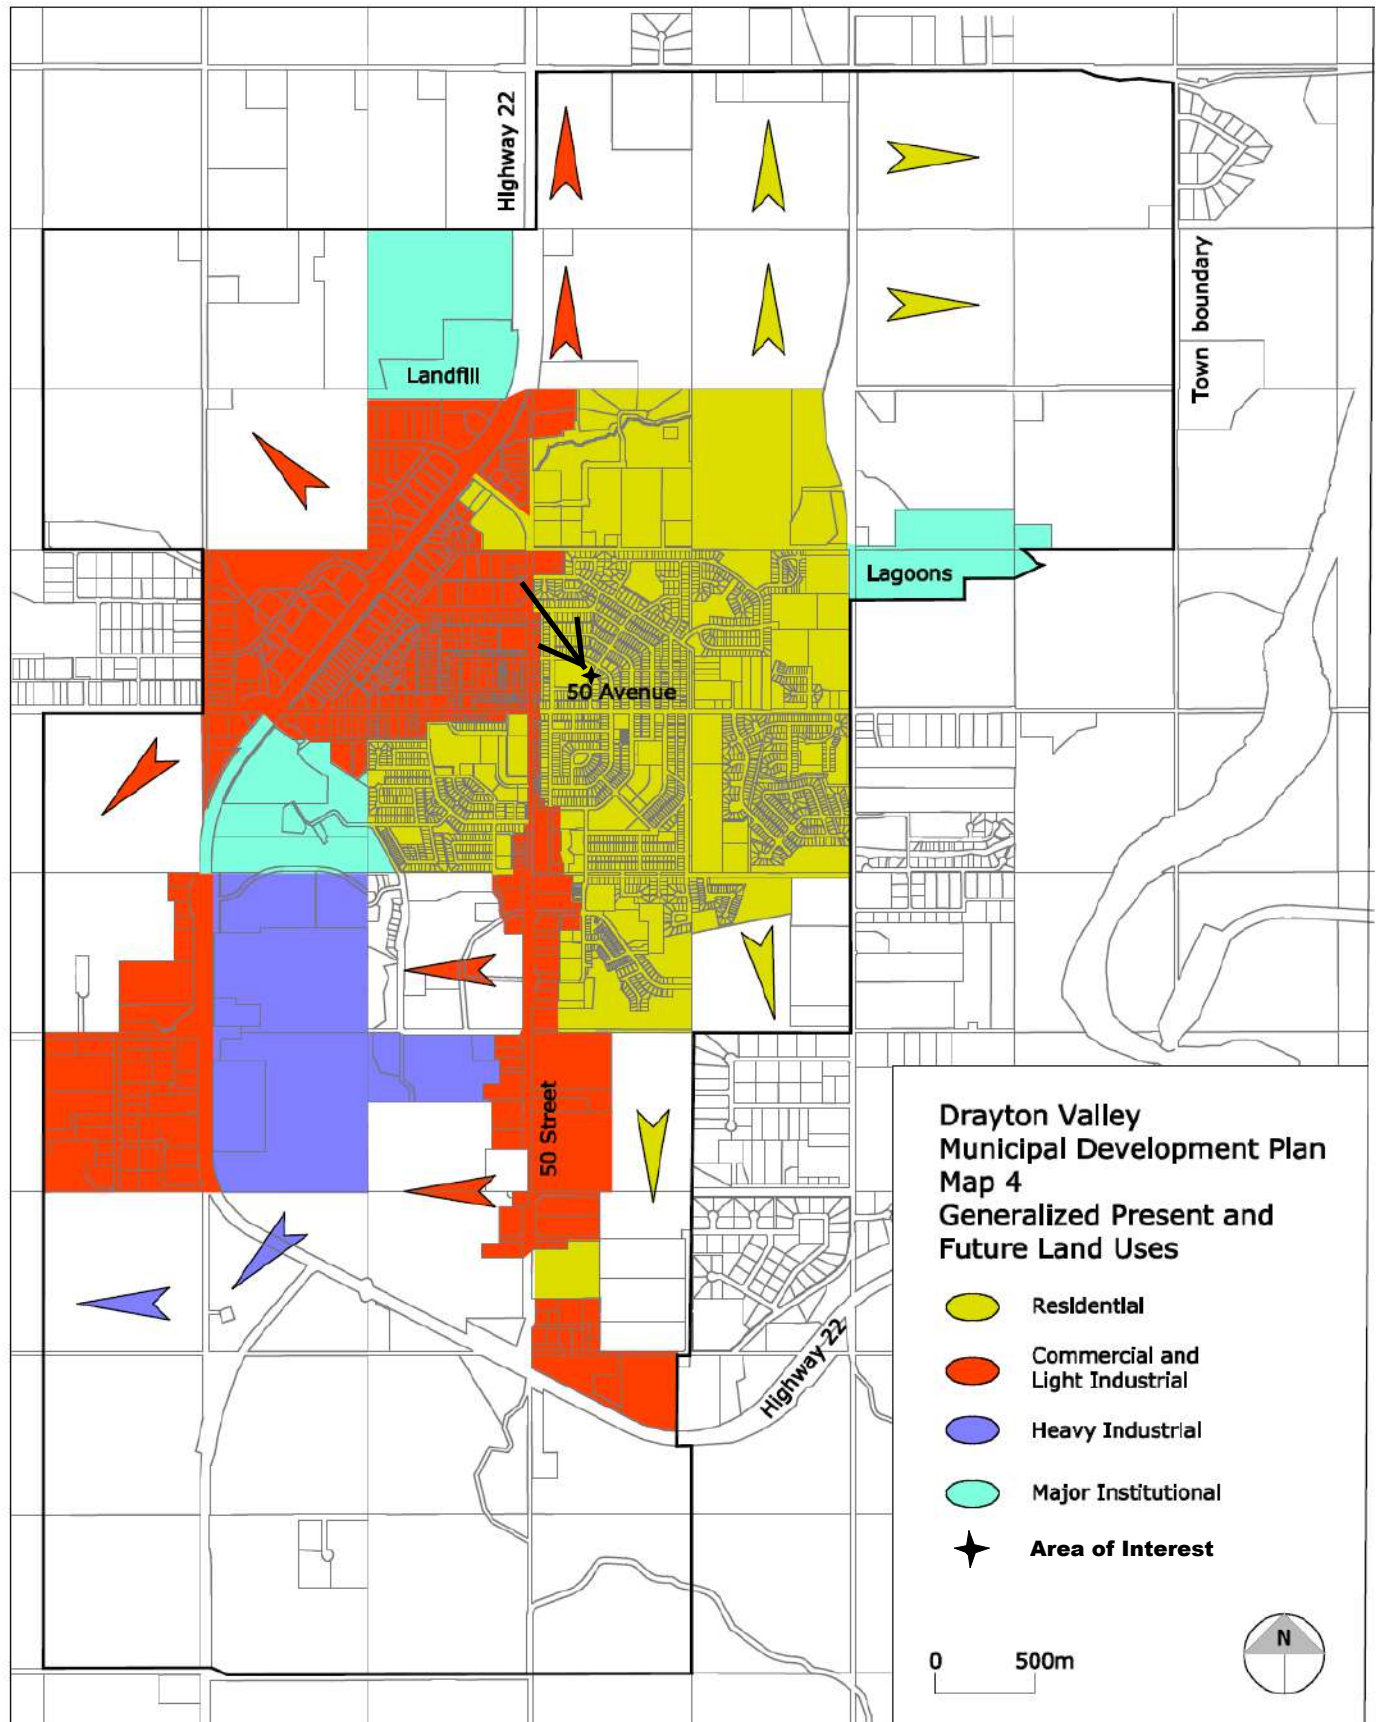 Highway 22
Town boundary
Landfill
Lagoons
50 Avenue
50 Street
Highway 22
Drayton Valley
Municipal Development Plan
Map 4
Generalized Present and
Future Land Uses
Residential
Commercial and
Light Industrial
Heavy Industrial
Major Institutional
Area of Interest
0 500m
N